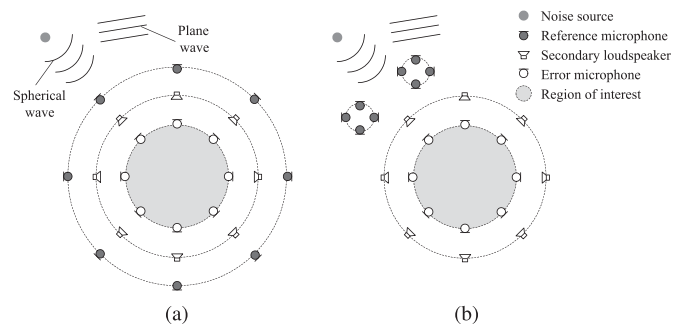 Plane
wave
Spherical
wave
Noise source
Reference microphone
Secondary loudspeaker
Error microphone
Region of interest
(a)
(b)